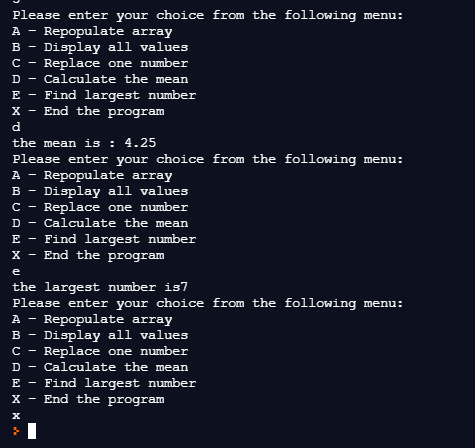 Please enter your choice from the following menu:
A - Repopulate array
B - Display all values
C - Replace one number
D - Calculate the mean
E - Find largest number
X - End the program
d
the mean is : 4.25
Please enter your choice from the following menu:
A - Repopulate array
B - Display all values
C - Replace one number
D - Calculate the mean
E - Find largest number
X - End the program
e
the largest number is7
Please enter your choice from the following menu:
A - Repopulate array
B - Display all values
C - Replace one number
D - Calculate the mean
E - Find largest number
X - End the program
x
>